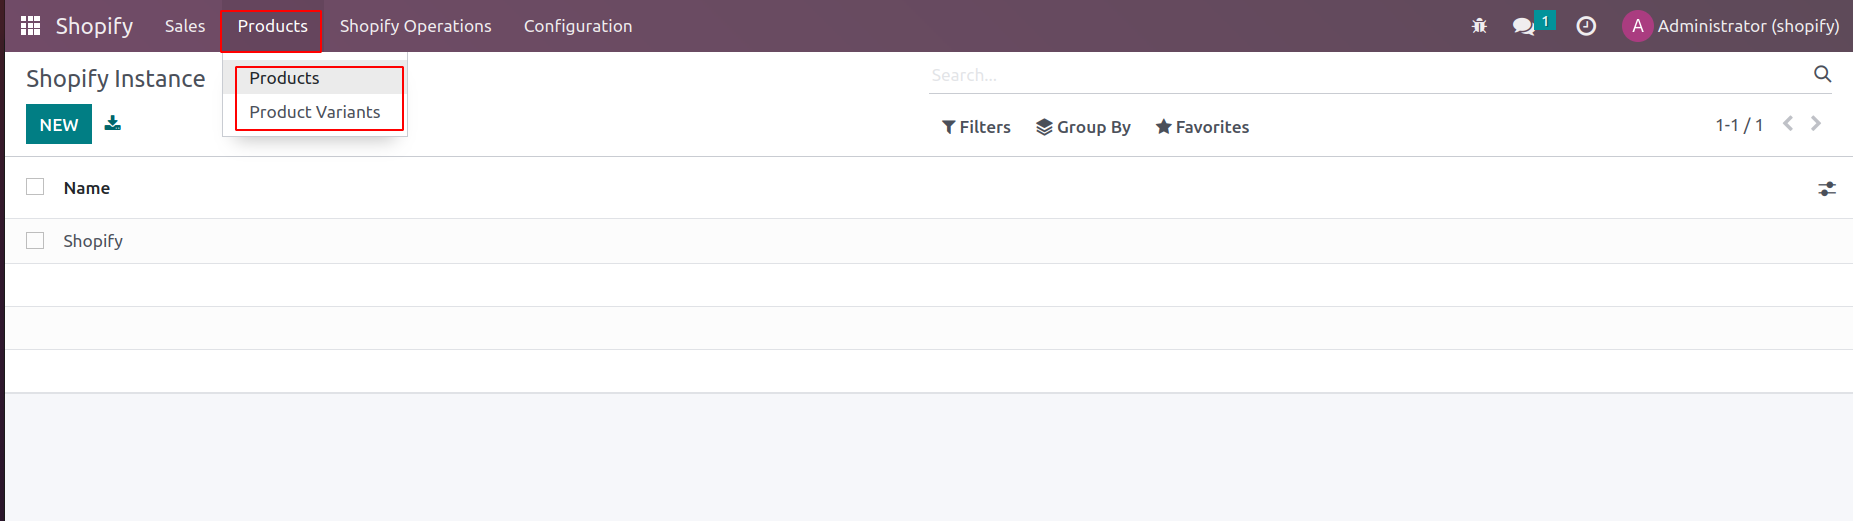 Shopify Sales Products Shopify Operations Configuration 1 A Administrator (shopify)
Shopify Instance Products Search...
NEW Product Variants Filters Group By Favorites 1-1 / 1
Name
Shopify